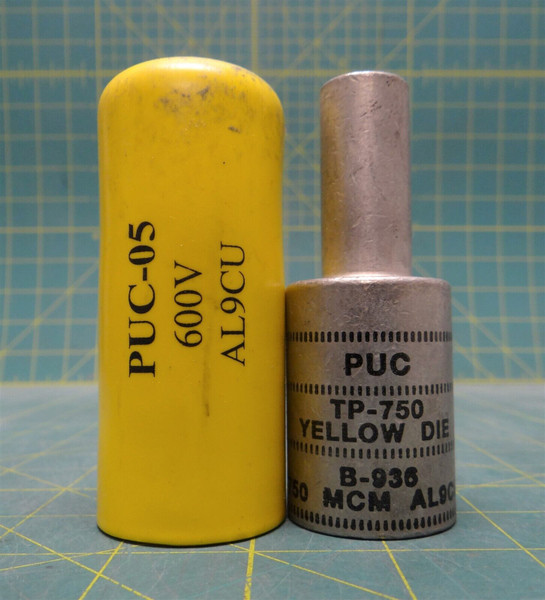 PUC-05
600V
AL9CU
PUC
TP-750
YELLOW DIE
B-936
50 MCM AL9C